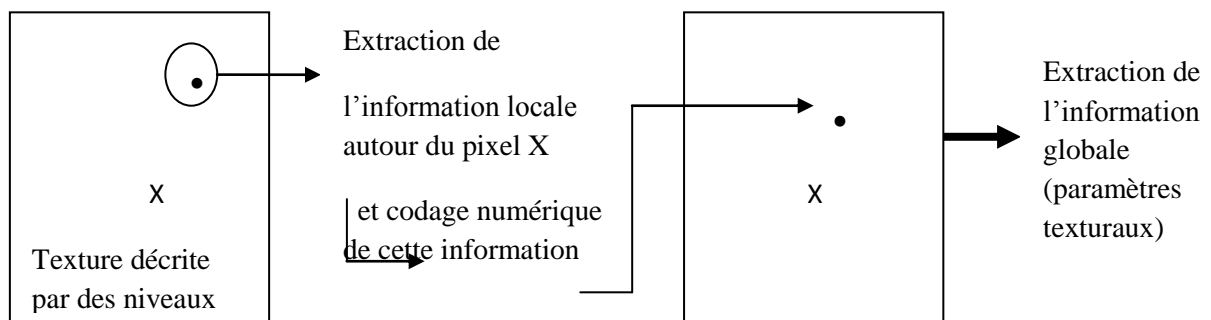 Extraction de
l'information locale
autour du pixel X
et codage numérique
de cette information
X
Texture décrite
par des niveaux
X
Extraction de
l'information
globale
(paramètres
texturaux)